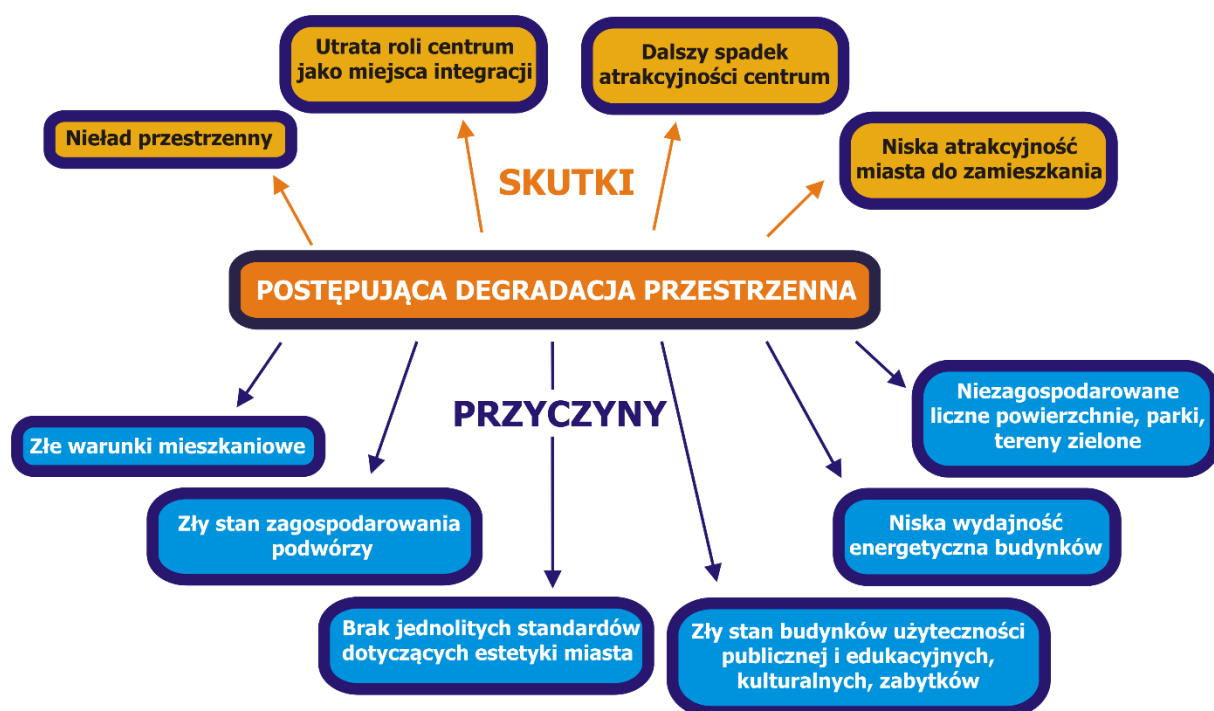 Utrata roli centrum
jako miejsca integracji
Dalszy spadek
atrakcyjności centrum
Nieład przestrzenny
Niska atrakcyjność
miasta do zamieszkania
SKUTKI
POSTĘPUJĄCA DEGRADACJA PRZESTRZENNA
PRZYCZYNY
Niezagospodarowane
liczne powierzchnie, parki,
tereny zielone
Złe warunki mieszkaniowe
Zły stan zagospodarowania
podwórzy
Niska wydajność
energetyczna budynków
Brak jednolitych standardów
dotyczących estetyki miasta
Zły stan budynków użyteczności
publicznej i edukacyjnych,
kulturalnych, zabytków